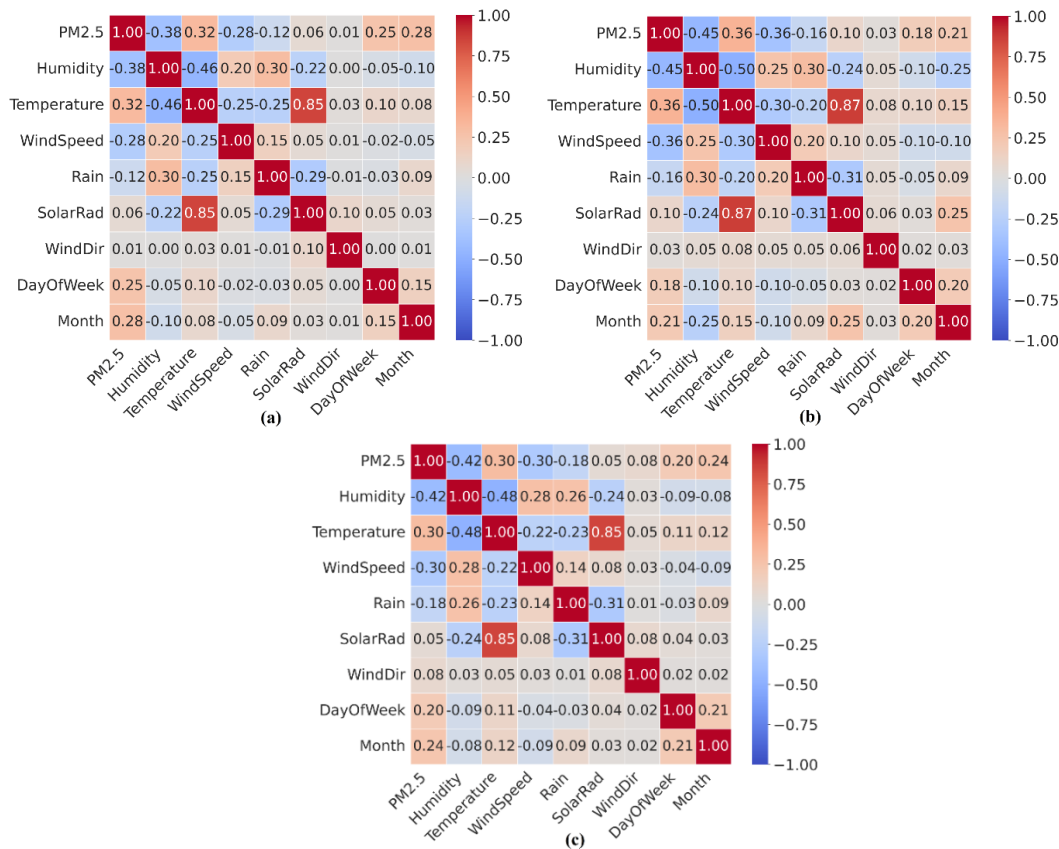 PM2.5 1.00 -0.38 0.32 -0.28 -0.12 0.06 0.01 0.25 0.28
Humidity -0.38 1.00 -0.46 0.20 0.30 -0.22 0.00 -0.05 -0.10
Temperature 0.32 -0.46 1.00 -0.25 -0.25 0.85 0.03 0.10 0.08
WindSpeed -0.28 0.20 -0.25 1.00 0.15 0.05 0.01 -0.02 -0.05
Rain -0.12 0.30 -0.25 0.15 1.00 -0.29 -0.01 -0.03 0.09
SolarRad 0.06 -0.22 0.85 0.05 -0.29 1.00 0.10 0.05 0.03
WindDir 0.01 0.00 0.03 0.01 -0.01 0.10 1.00 0.00 0.01
DayOfWeek 0.25 -0.05 0.10 -0.02 -0.03 0.05 0.00 1.00 0.15
Month 0.28 -0.10 0.08 -0.05 0.09 0.03 0.01 0.15 1.00
PM2.5 Humidity Temperature WindSpeed Rain SolarRad WindDir DayOfWeek Month
1.00
0.75
0.50
0.25
0.00
−0.25
−0.50
−0.75
−1.00
(a)
PM2.5 1.00 -0.45 0.36 -0.36 -0.16 0.10 0.03 0.18 0.21
Humidity -0.45 1.00 -0.50 0.25 0.30 -0.24 0.05 -0.10 -0.25
Temperature 0.36 -0.50 1.00 -0.30 -0.20 0.87 0.08 0.10 0.15
WindSpeed -0.36 0.25 -0.30 1.00 0.20 0.10 0.05 -0.10 -0.10
Rain -0.16 0.30 -0.20 0.20 1.00 -0.31 0.05 -0.05 0.09
SolarRad 0.10 -0.24 0.87 0.10 -0.31 1.00 0.06 0.03 0.25
WindDir 0.03 0.05 0.08 0.05 0.05 0.06 1.00 0.02 0.03
DayOfWeek 0.18 -0.10 0.10 -0.10 -0.05 0.03 0.02 1.00 0.20
Month 0.21 -0.25 0.15 -0.10 0.09 0.25 0.03 0.20 1.00
PM2.5 Humidity Temperature WindSpeed Rain SolarRad WindDir DayOfWeek Month
1.00
0.75
0.50
0.25
0.00
−0.25
−0.50
−0.75
−1.00
(b)
PM2.5 1.00 -0.42 0.30 -0.30 -0.18 0.05 0.08 0.20 0.24
Humidity -0.42 1.00 -0.48 0.28 0.26 -0.24 0.03 -0.09 -0.08
Temperature 0.30 -0.48 1.00 -0.22 -0.23 0.85 0.05 0.11 0.12
WindSpeed -0.30 0.28 -0.22 1.00 0.14 0.08 0.03 -0.04 -0.09
Rain -0.18 0.26 -0.23 0.14 1.00 -0.31 0.01 -0.03 0.09
SolarRad 0.05 -0.24 0.85 0.08 -0.31 1.00 0.08 0.04 0.03
WindDir 0.08 0.03 0.05 0.03 0.01 0.08 1.00 0.02 0.02
DayOfWeek 0.20 -0.09 0.11 -0.04 -0.03 0.04 0.02 1.00 0.21
Month 0.24 -0.08 0.12 -0.09 0.09 0.03 0.02 0.21 1.00
PM2.5 Humidity Temperature WindSpeed Rain SolarRad WindDir DayOfWeek Month
1.00
0.75
0.50
0.25
0.00
−0.25
−0.50
−0.75
−1.00
(c)